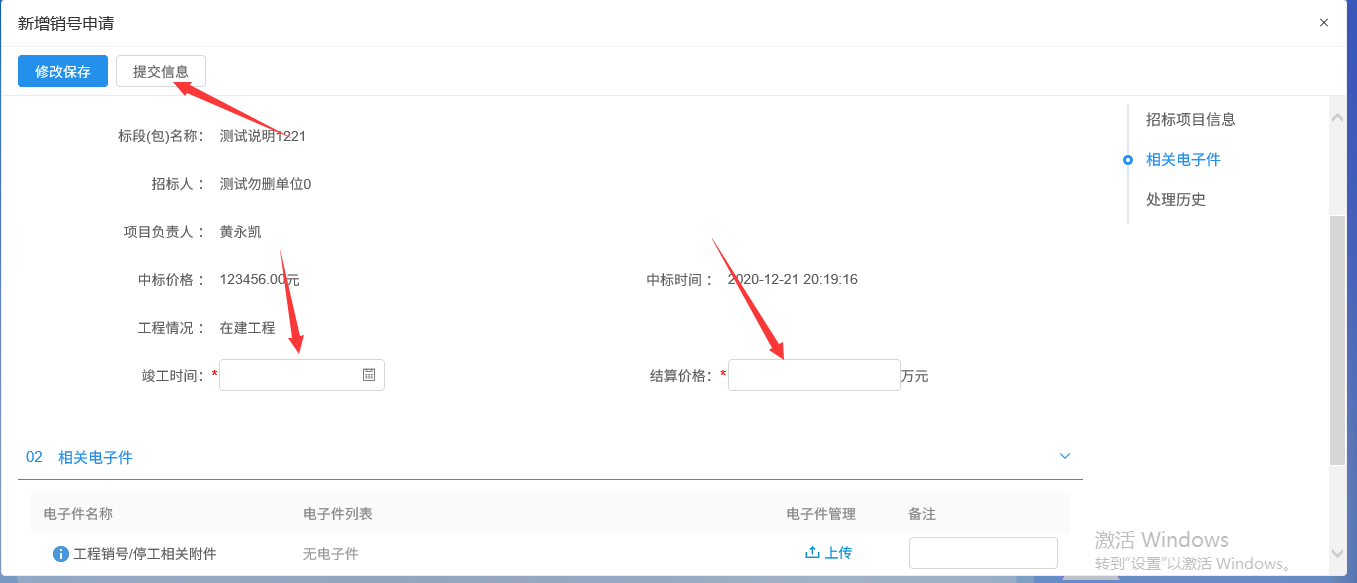 新增销号申请 ×
修改保存 提交信息
标段(包)名称： 测试说明1221 招标项目信息
相关电子件
招标人： 测试勿删单位0
处理历史
项目负责人： 黄永凯
中标价格： 123456.00元 中标时间： 2020-12-21 20:19:16
工程情况： 在建工程
竣工时间：* 结算价格：* 万元
02 相关电子件
电子件名称 电子件列表 电子件管理 备注
工程销号/停工相关附件 无电子件 上传
激活 Windows
转到"设置"以激活 Windows。